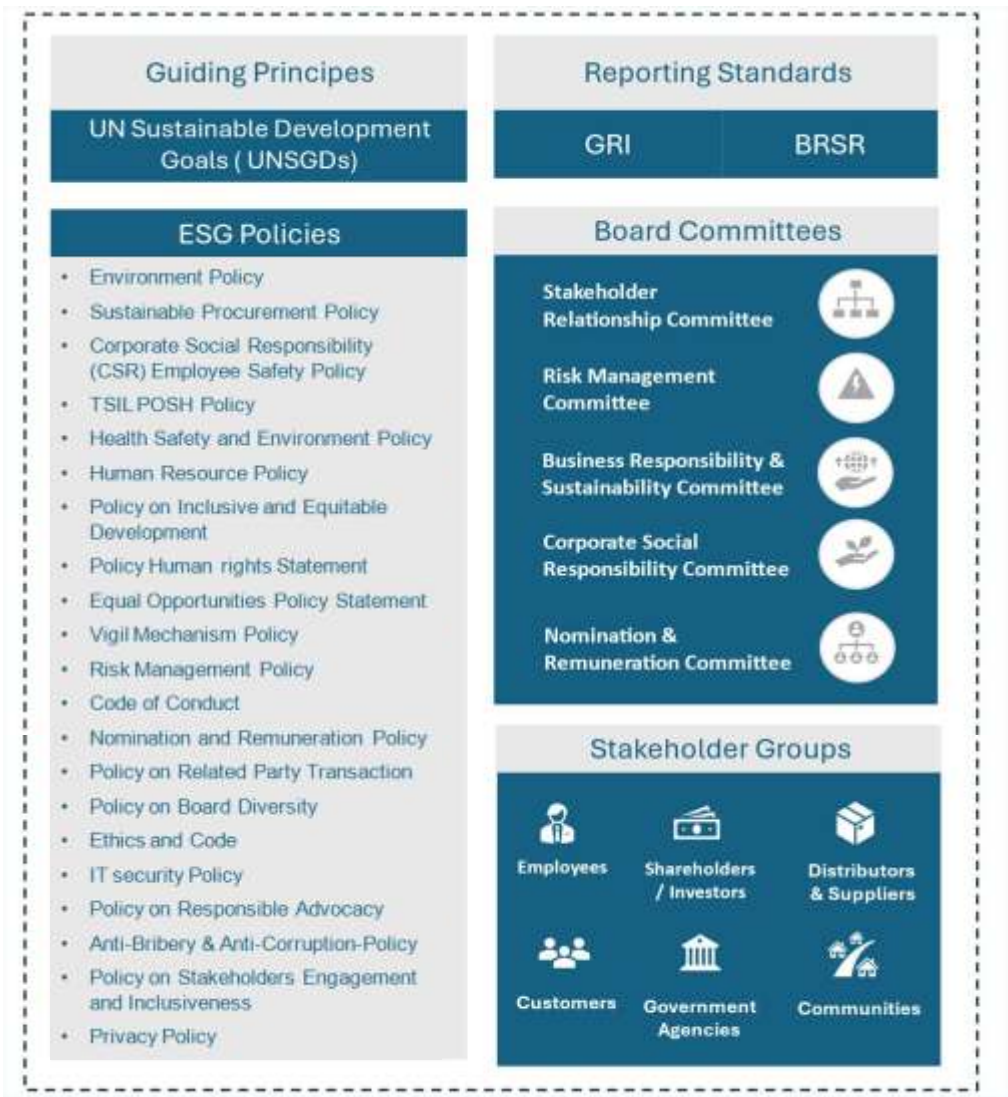 Guiding Principes
UN Sustainable Development
Goals ( UNSGDs)
Reporting Standards
GRI
BRSR
ESG Policies
• Environment Policy
• Sustainable Procurement Policy
• Corporate Social Responsibility
(CSR) Employee Safety Policy
• TSIL POSH Policy
• Health Safety and Environment Policy
• Human Resource Policy
• Policy on Inclusive and Equitable
Development
• Policy Human rights Statement
• Equal Opportunities Policy Statement
• Vigil Mechanism Policy
• Risk Management Policy
• Code of Conduct
• Nomination and Remuneration Policy
• Policy on Related Party Transaction
• Policy on Board Diversity
• Ethics and Code
• IT security Policy
• Policy on Responsible Advocacy
• Anti-Bribery & Anti-Corruption-Policy
• Policy on Stakeholders Engagement
and Inclusiveness
• Privacy Policy
Board Committees
Stakeholder
Relationship Committee
Risk Management
Committee
Business Responsibility &
Sustainability Committee
Corporate Social
Responsibility Committee
Nomination &
Remuneration Committee
Stakeholder Groups
Employees
Shareholders
/ Investors
Distributors
& Suppliers
Customers
Government
Agencies
Communities